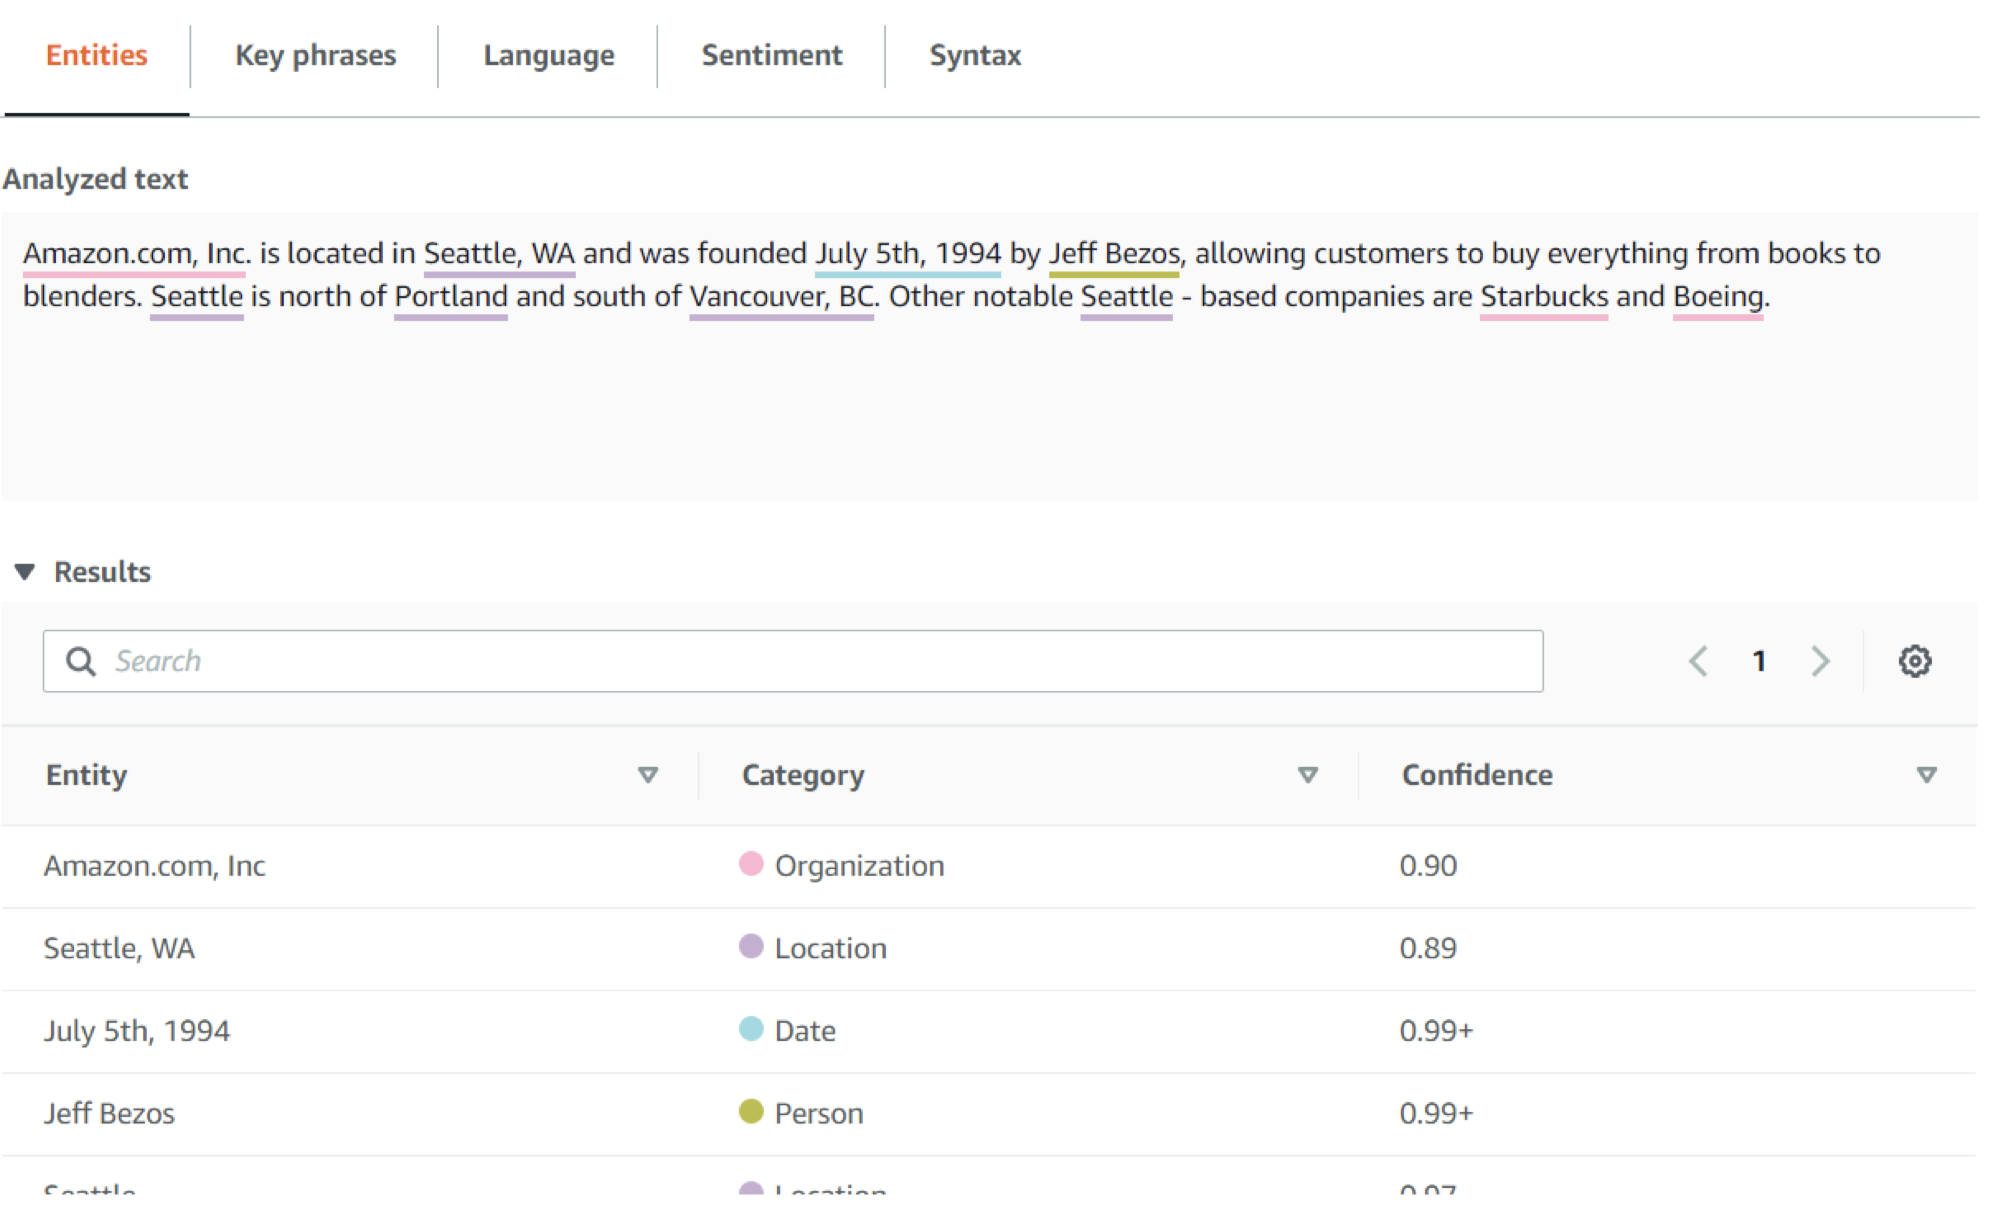 Entities Key phrases Language Sentiment Syntax
Analyzed text
Amazon.com, Inc. is located in Seattle, WA and was founded July 5th, 1994 by Jeff Bezos, allowing customers to buy everything from books to
blenders. Seattle is north of Portland and south of Vancouver, BC. Other notable Seattle - based companies are Starbucks and Boeing.
Results
Search 1
Entity Category Confidence
Amazon.com, Inc Organization 0.90
Seattle, WA Location 0.89
July 5th, 1994 Date 0.99+
Jeff Bezos Person 0.99+
Seattle Location 0.97